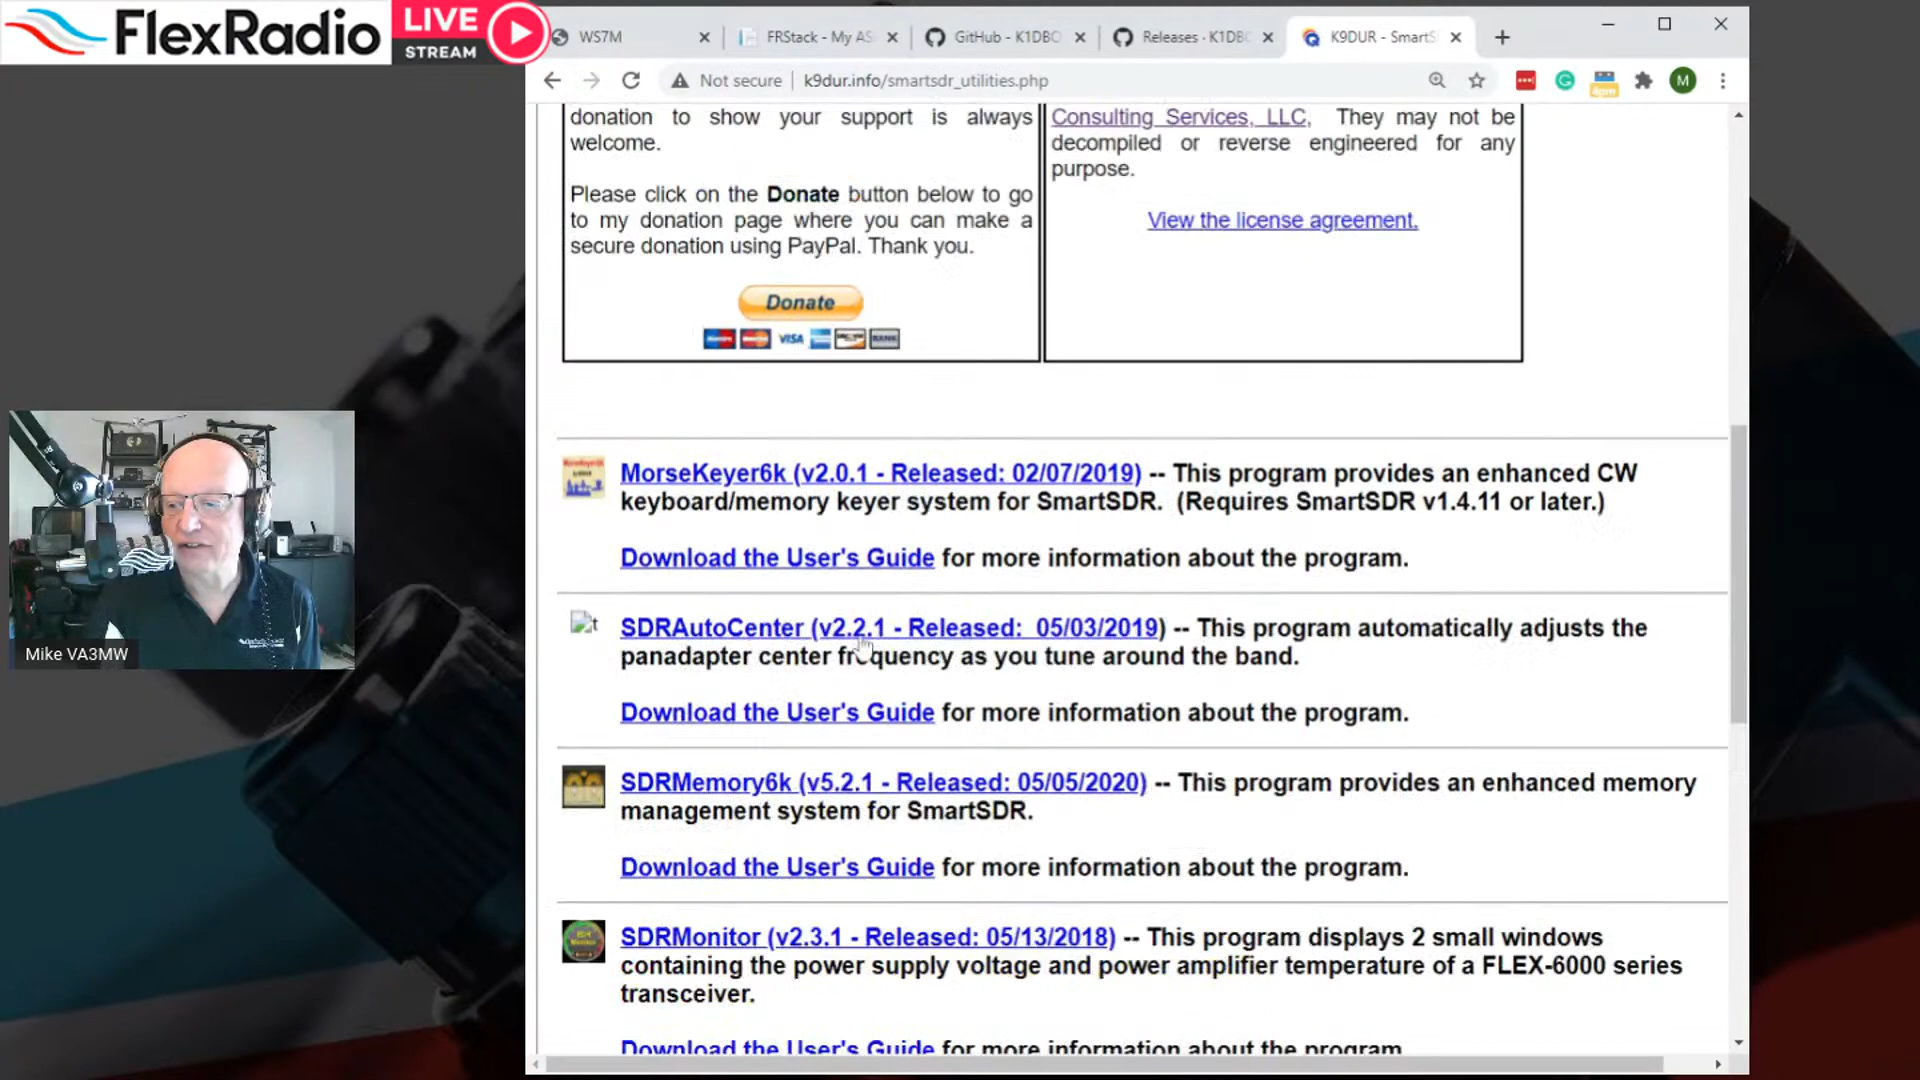 FlexRadio
LIVE
STREAM
WS7M
FRStack - My AS
GitHub - K1DBO
Releases · K1DBO
K9DUR - SmartS
Not secure
k9dur.info/smartsdr_utilities.php
4pm
M
donation to show your support is always
welcome.
Please click on the Donate button below to go
to my donation page where you can make a
secure donation using PayPal. Thank you.
Donate
VISA
BANK
Consulting Services, LLC, They may not be
decompiled or reverse engineered for any
purpose.
View the license agreement.
MorseKeyer6k (v2.0.1 - Released: 02/07/2019) -- This program provides an enhanced CW
keyboard/memory keyer system for SmartSDR. (Requires SmartSDR v1.4.11 or later.)
Download the User's Guide for more information about the program.
t
SDRAutoCenter (v2.2.1 - Released: 05/03/2019) -- This program automatically adjusts the
panadapter center frequency as you tune around the band.
Download the User's Guide for more information about the program.
SDRMemory6k (v5.2.1 - Released: 05/05/2020) -- This program provides an enhanced memory
management system for SmartSDR.
Download the User's Guide for more information about the program.
SDRMonitor (v2.3.1 - Released: 05/13/2018) -- This program displays 2 small windows
containing the power supply voltage and power amplifier temperature of a FLEX-6000 series
transceiver.
Download the User's Guide for more information about the program.
Mike VA3MW